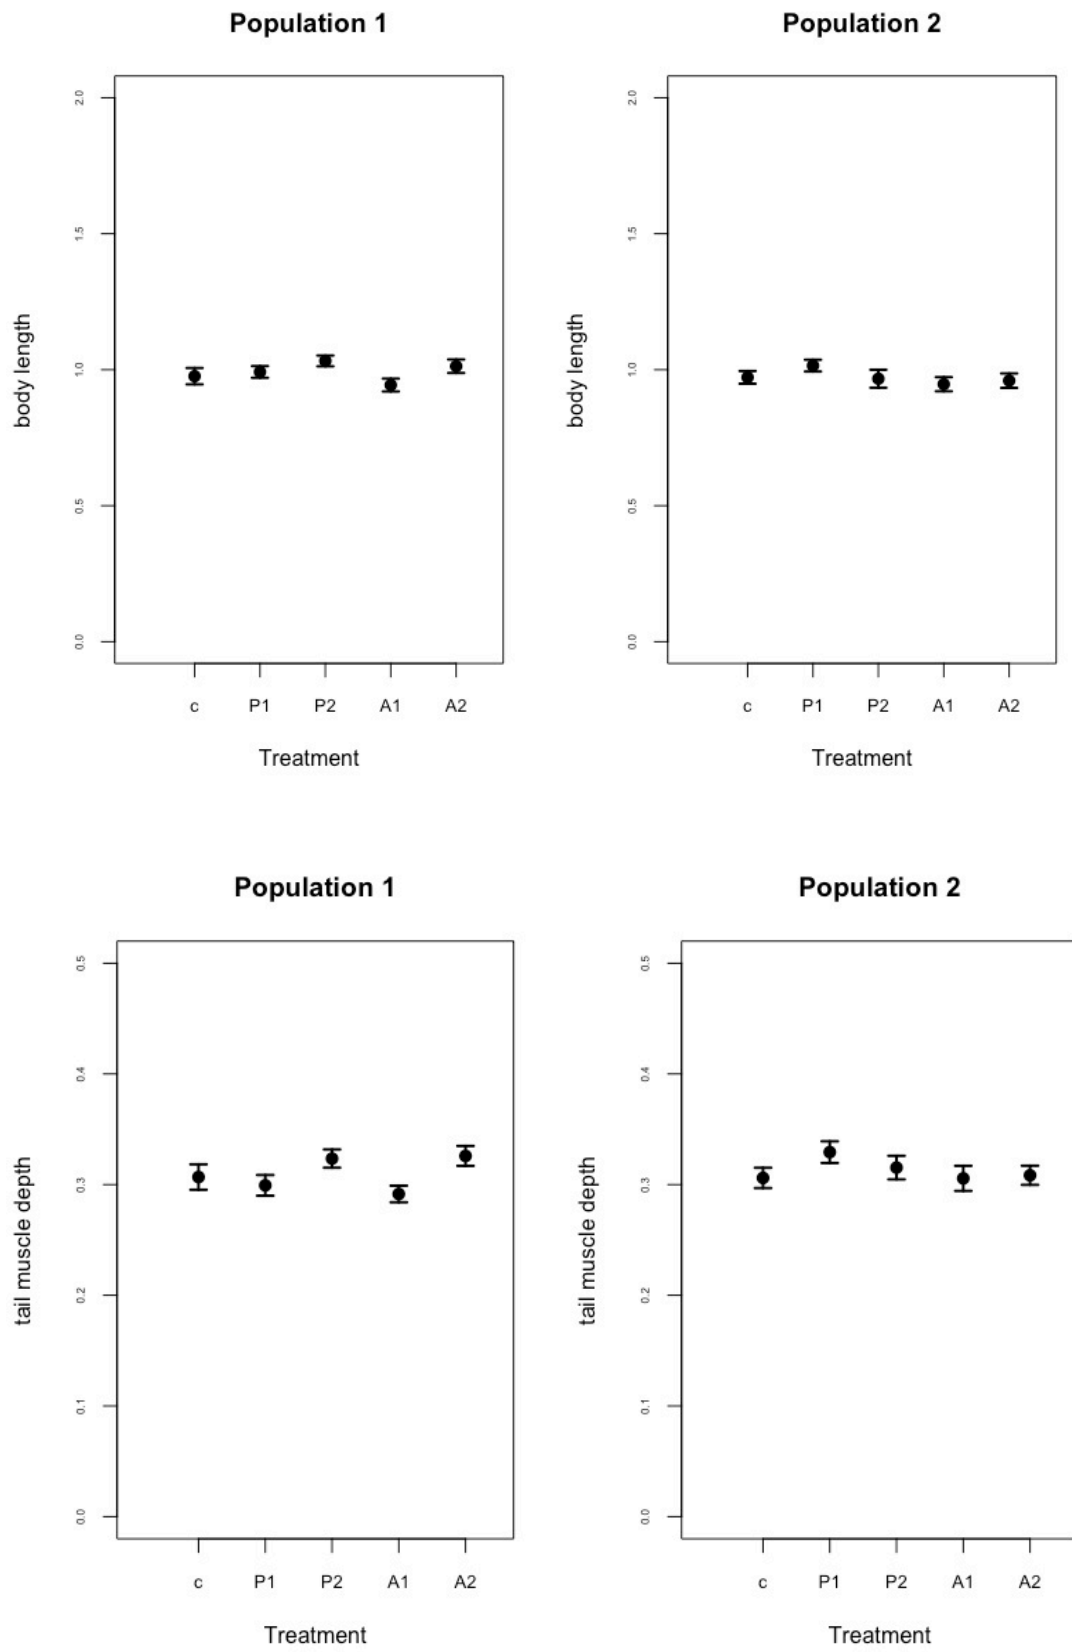 Population 1
2.0
1.5
1.0
0.5
0.0
body length
c P1 P2 A1 A2
Treatment
Population 2
2.0
1.5
1.0
0.5
0.0
body length
c P1 P2 A1 A2
Treatment
Population 1
0.5
0.4
0.3
0.2
0.1
0.0
tail muscle depth
c P1 P2 A1 A2
Treatment
Population 2
0.5
0.4
0.3
0.2
0.1
0.0
tail muscle depth
c P1 P2 A1 A2
Treatment